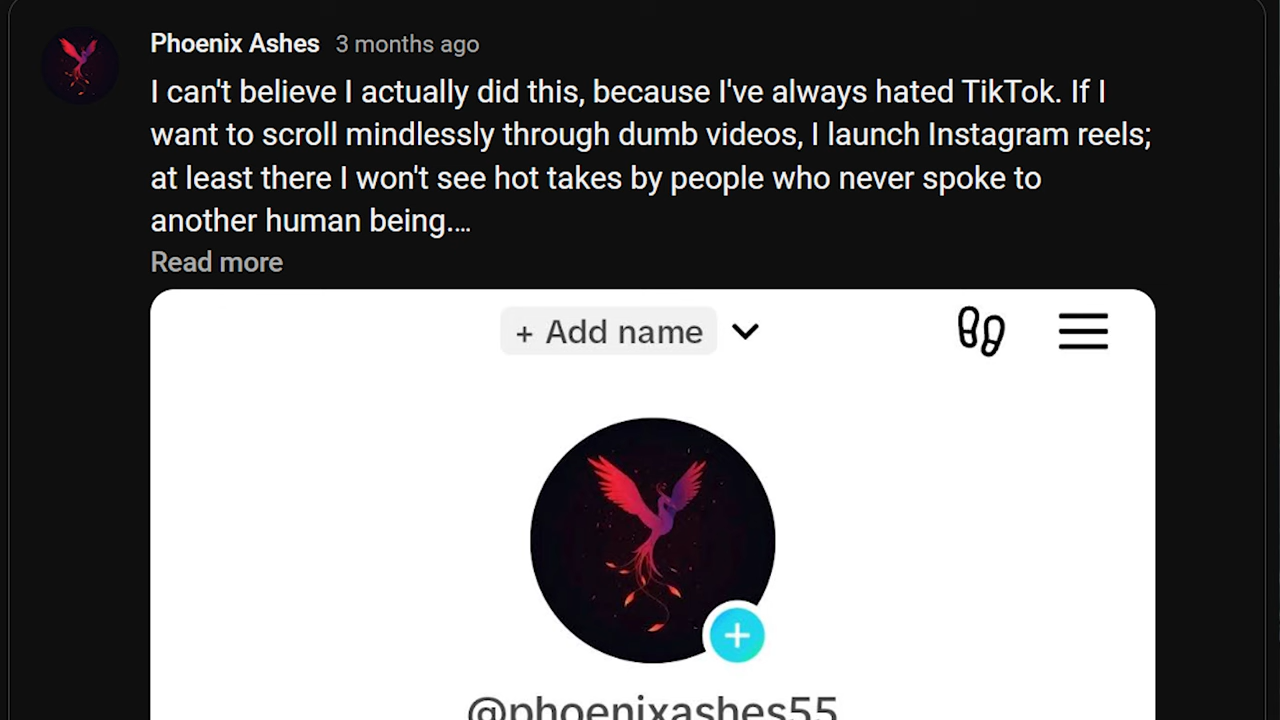 Phoenix Ashes 3 months ago
I can't believe I actually did this, because I've always hated TikTok. If I
want to scroll mindlessly through dumb videos, I launch Instagram reels;
at least there I won't see hot takes by people who never spoke to
another human being.…
Read more
+ Add name
@phoenixashes55